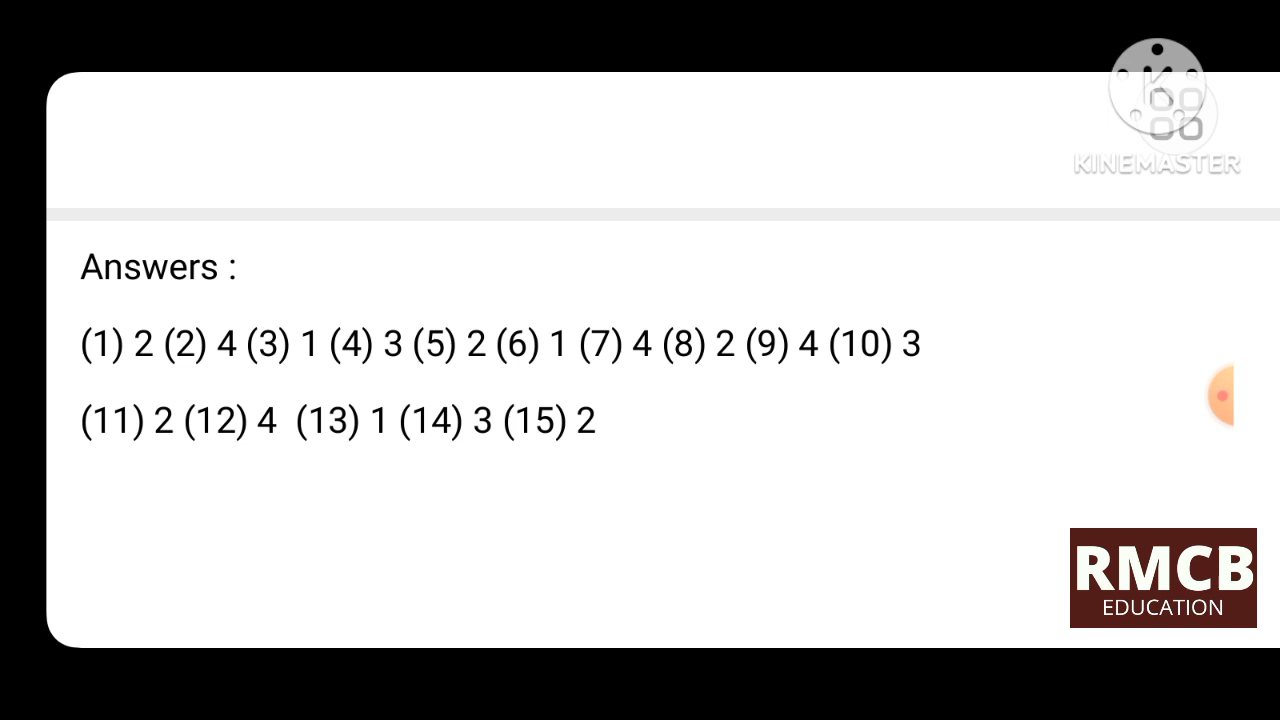 KINEMASTER
Answers :
(1) 2 (2) 4 (3) 1 (4) 3 (5) 2 (6) 1 (7) 4 (8) 2 (9) 4 (10) 3
(11) 2 (12) 4 (13) 1 (14) 3 (15) 2
RMCB
EDUCATION